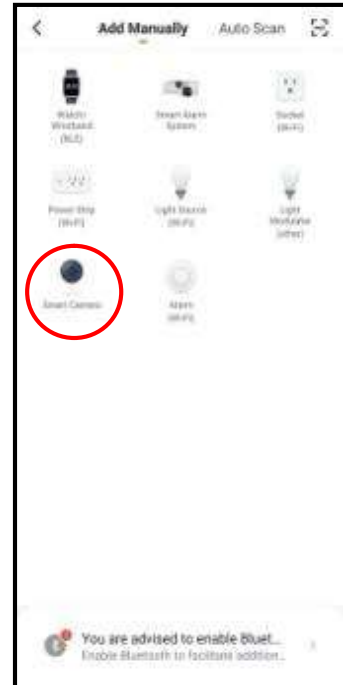 Add Manually Auto Scan
Watch/
Wristband
(BLE)
Smart Alarm
System
Socket
(Wi-Fi)
Power Strip
(Wi-Fi)
Light Source
(Wi-Fi)
Light
Modulator
(other)
Smart Camera
Alarm
(Wi-Fi)
You are advised to enable Bluet...
Enable Bluetooth to facilitate addition...